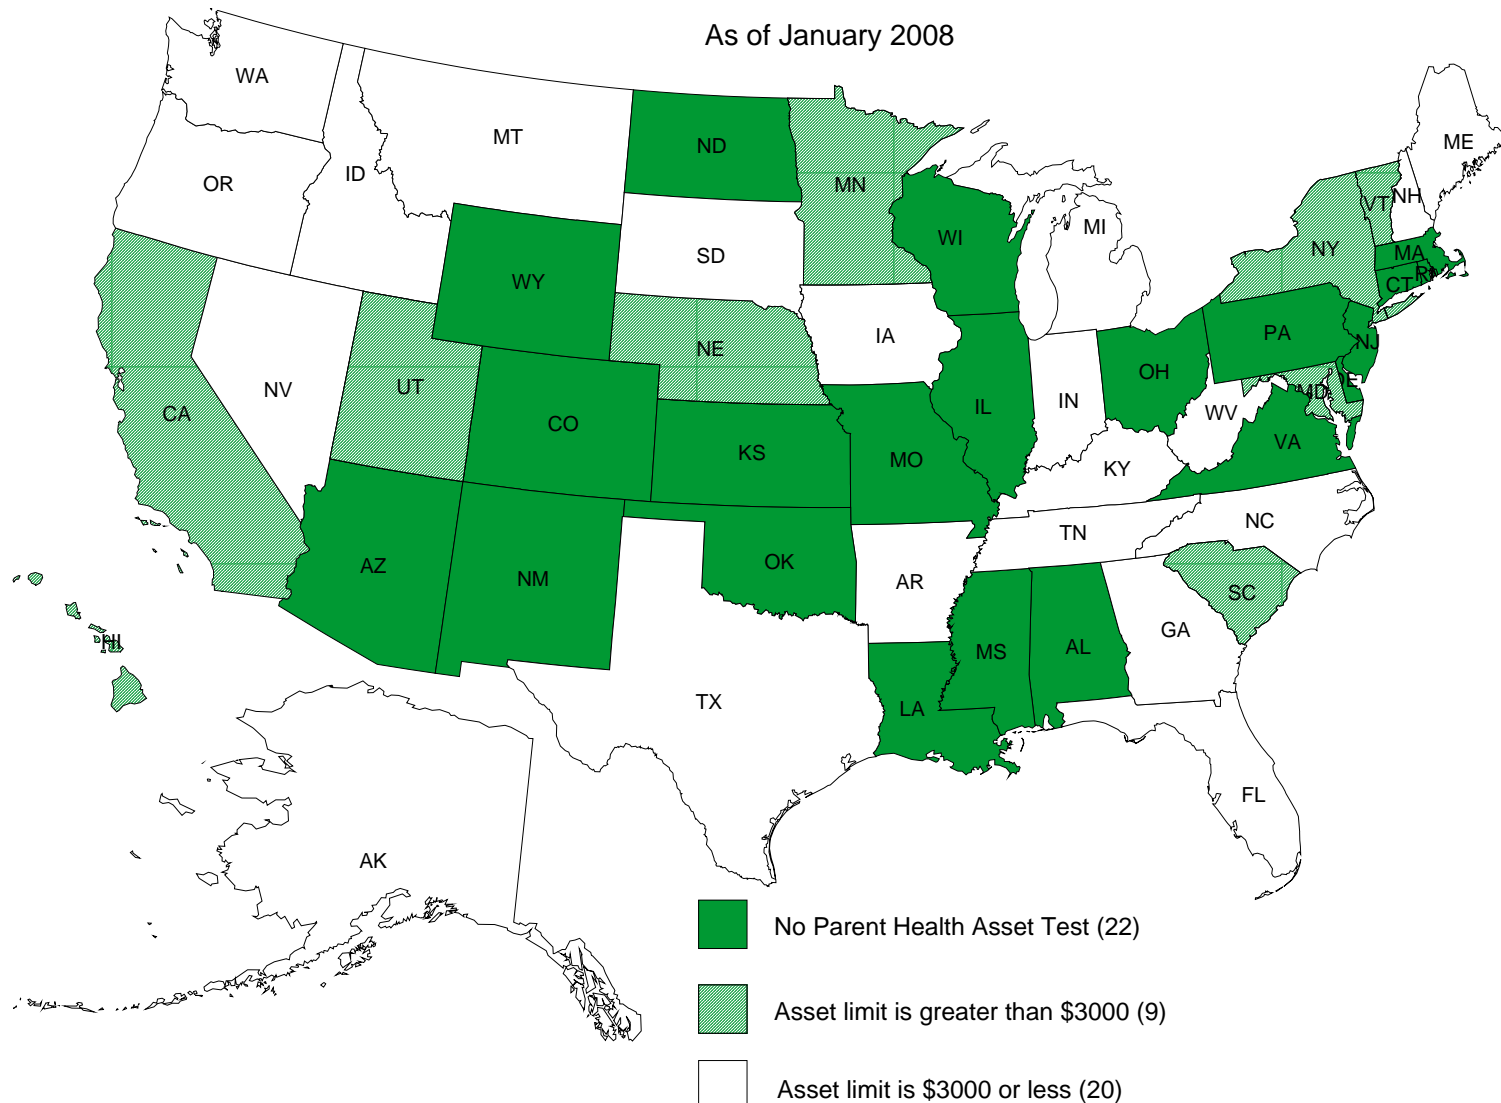 As of January 2008
WA
MT
ND
MN
ME
OR
ID
SD
WI
MI
NY
VT
NH
MA
CT
RI
WY
IA
NE
PA
NJ
OH
NV
UT
CA
CO
KS
MO
IL
IN
WV
MD
DE
VA
KY
NC
TN
AZ
NM
OK
AR
SC
GA
MS
AL
HI
TX
LA
FL
AK
No Parent Health Asset Test (22)
Asset limit is greater than $3000 (9)
Asset limit is $3000 or less (20)